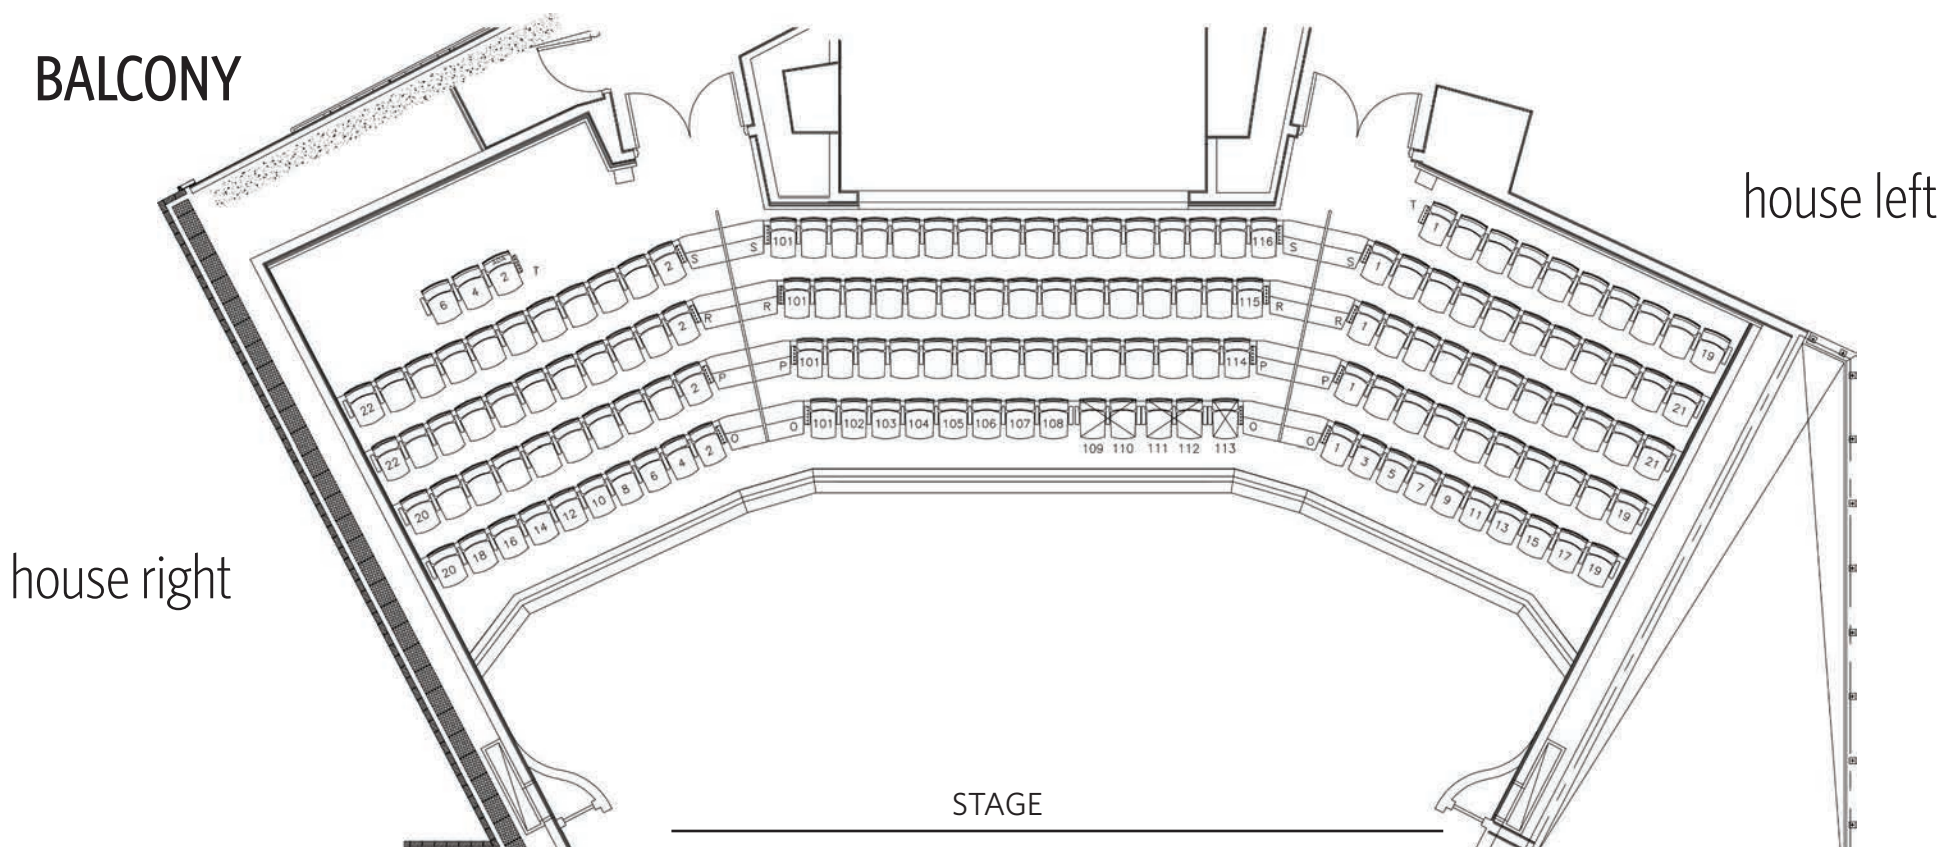 BALCONY
house left
T 1 19
6 4 2 T
22 2 S
S 101 116 S
S 1 21
22 2 R
R 101 115 R
R 1 21
20 2 P
P 101 114 P
P 1 19
20 18 16 14 12 10 8 6 4 2 O
O 101 102 103 104 105 106 107 108 109 110 111 112 113 O
O 1 3 5 7 9 11 13 15 17 19
house right
STAGE